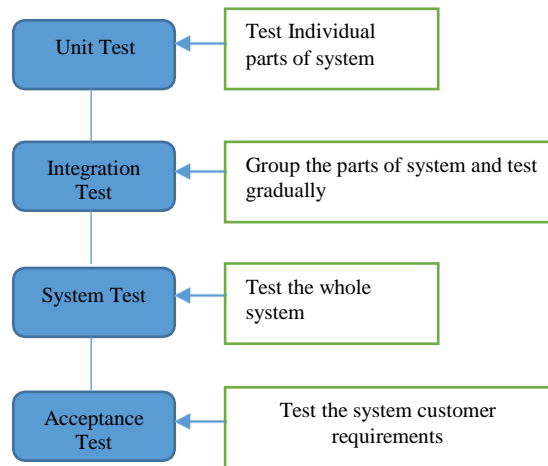 Unit Test
Test Individual
parts of system
Integration
Test
Group the parts of system and test
gradually
System Test
Test the whole
system
Acceptance
Test
Test the system customer
requirements